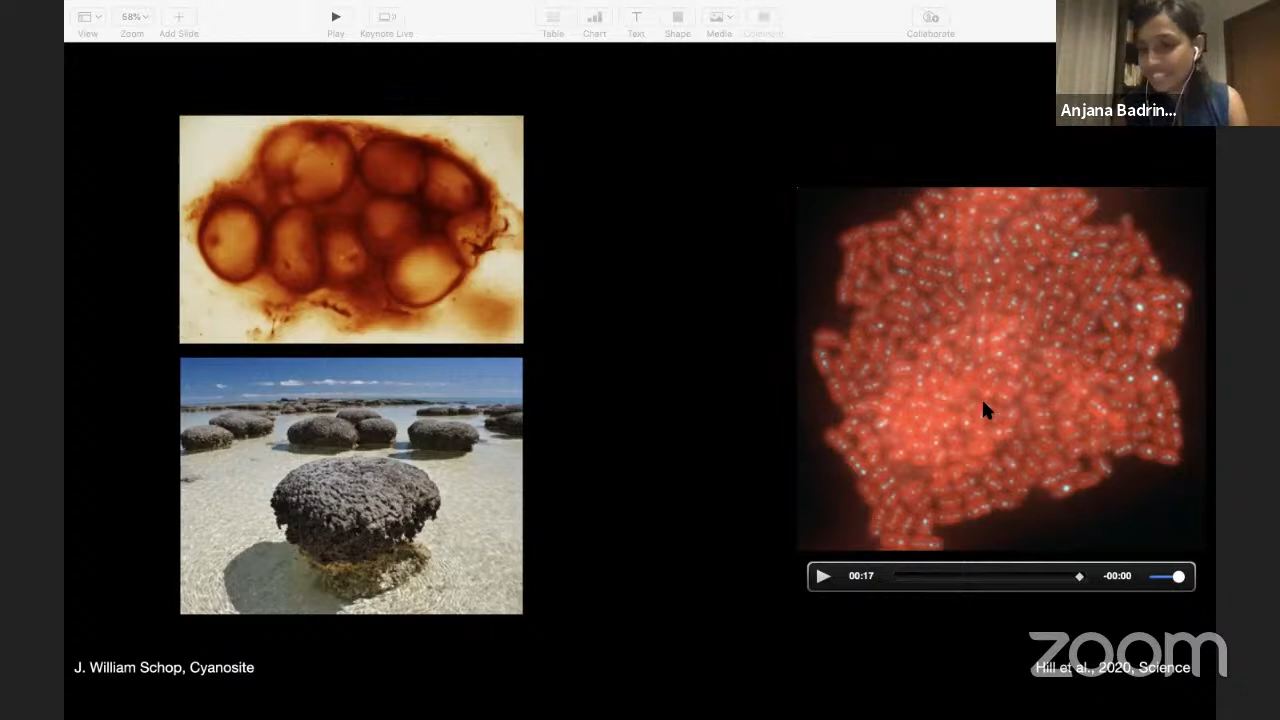 58%
View
Zoom
Add Slide
Play
Keynote Live
Table
Chart
Text
Shape
Media
Comment
Collaborate
Anjana Badrin...
00:17
-00:00
J. William Schop, Cyanosite
Hill et al., 2020, Science
zoom